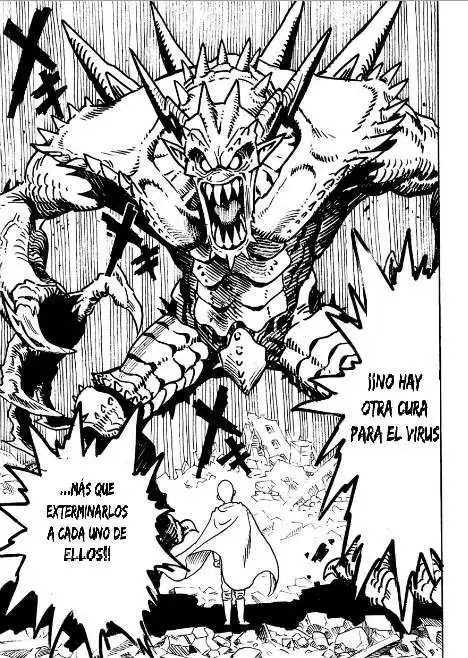 ¡¡NO HAY
OTRA CURA
PARA EL VIRUS
...MÁS QUE
EXTERMINARLOS
A CADA UNO DE
ELLOS!!